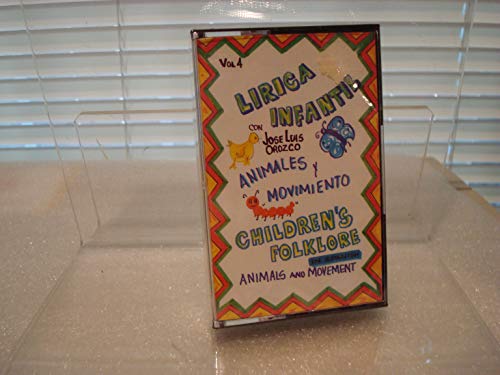 VOL 4
LIRICA
INFANTIL
CON
JOSE LUIS
OROZCO
ANIMALES
Y
MOVIMIENTO
CHILDREN'S
FOLKLORE
ANIMALS AND MOVEMENT